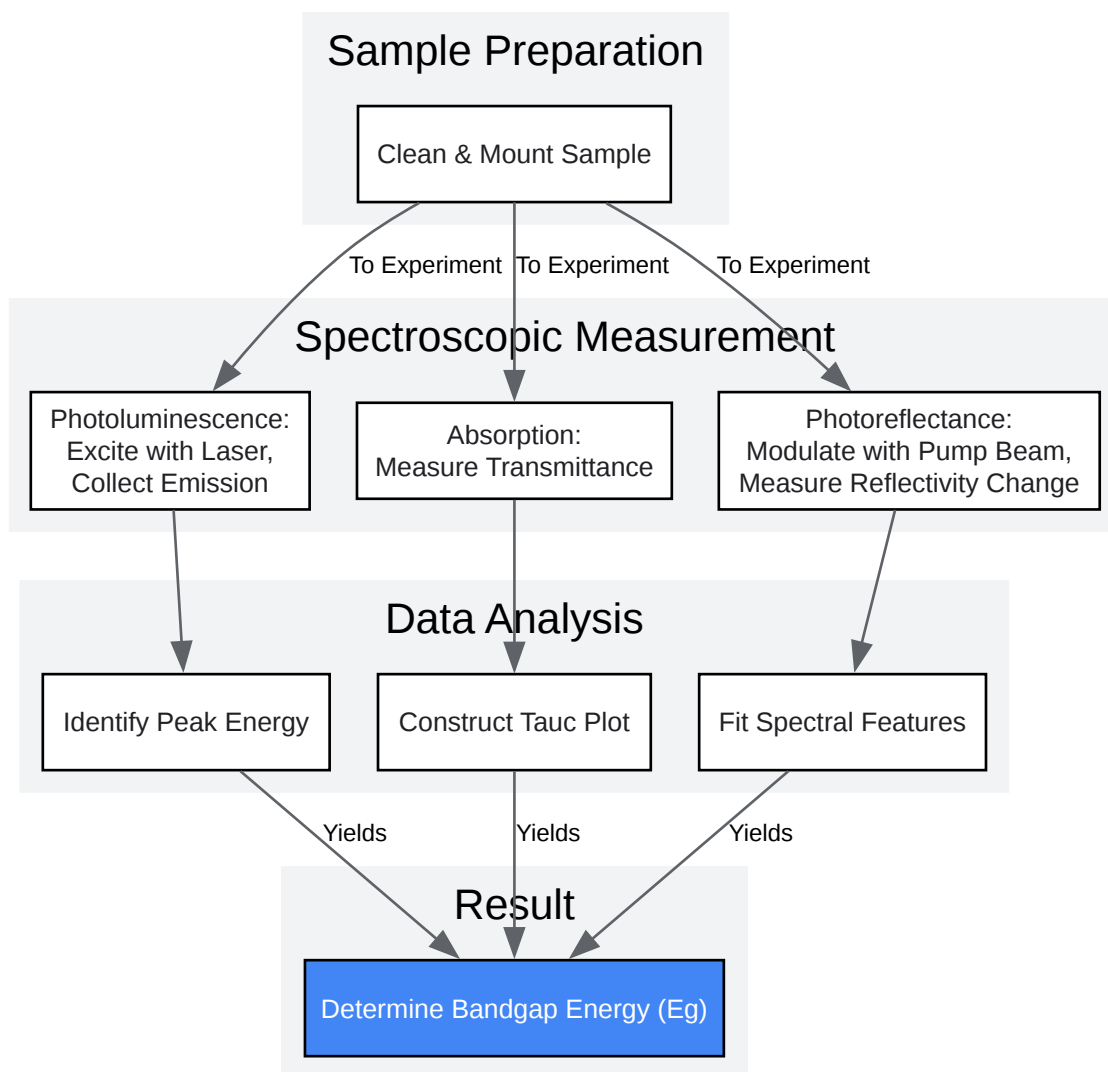 Sample Preparation
Clean & Mount Sample
To Experiment
To Experiment
To Experiment
Spectroscopic Measurement
Photoluminescence:
Excite with Laser,
Collect Emission
Absorption:
Measure Transmittance
Photoreflectance:
Modulate with Pump Beam,
Measure Reflectivity Change
Data Analysis
Identify Peak Energy
Construct Tauc Plot
Fit Spectral Features
Yields
Yields
Yields
Result
Determine Bandgap Energy (Eg)